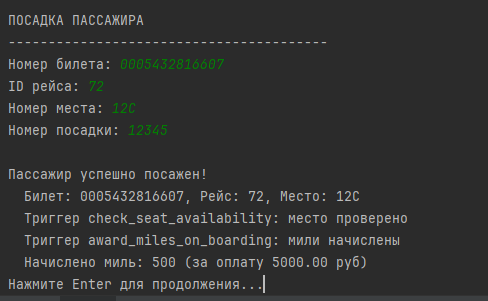 ПОСАДКА ПАССАЖИРА
----------------------------------------
Номер билета: 0005432816607
ID рейса: 72
Номер места: 12C
Номер посадки: 12345
Пассажир успешно посажен!
Билет: 0005432816607, Рейс: 72, Место: 12C
Триггер check_seat_availability: место проверено
Триггер award_miles_on_boarding: мили начислены
Начислено миль: 500 (за оплату 5000.00 руб)
Нажмите Enter для продолжения...